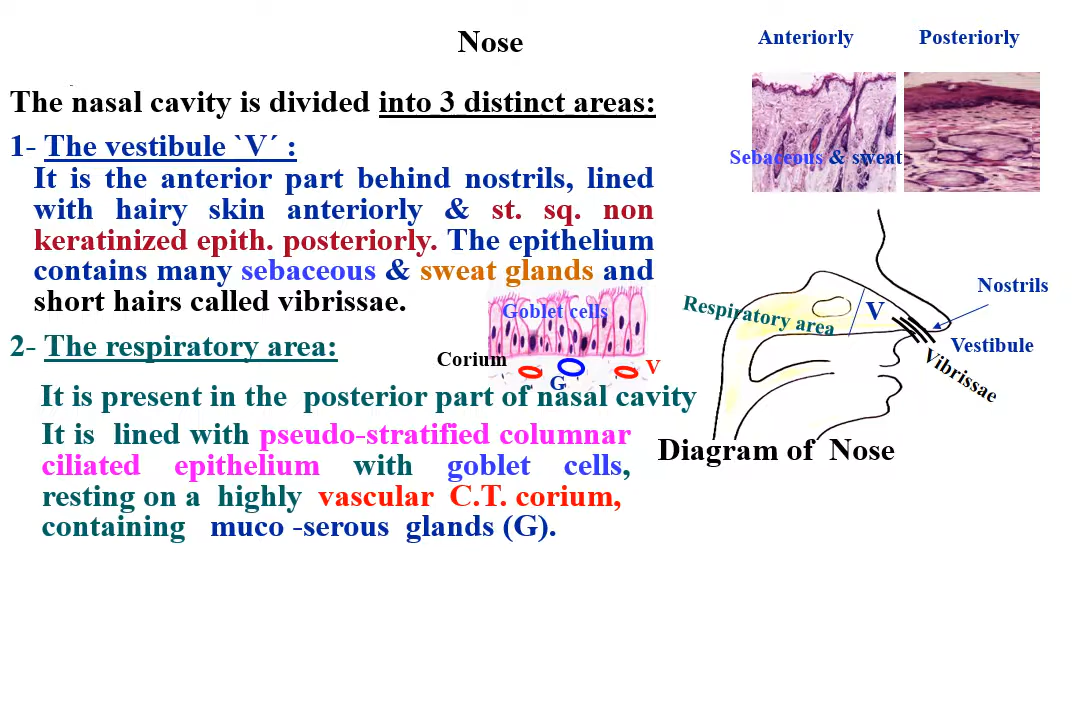 Nose
The nasal cavity is divided into 3 distinct areas:
1- The vestibule `V´ :
It is the anterior part behind nostrils, lined
with hairy skin anteriorly & st. sq. non
keratinized epith. posteriorly. The epithelium
contains many sebaceous & sweat glands and
short hairs called vibrissae.
2- The respiratory area:
Goblet cells
Corium
V
G
It is present in the posterior part of nasal cavity
It is lined with pseudo-stratified columnar
ciliated epithelium with goblet cells,
resting on a highly vascular C.T. corium,
containing muco -serous glands (G).
Anteriorly
Posteriorly
Sebaceous & sweat
Nostrils
Respiratory area
V
Vestibule
Vibrissae
Diagram of Nose